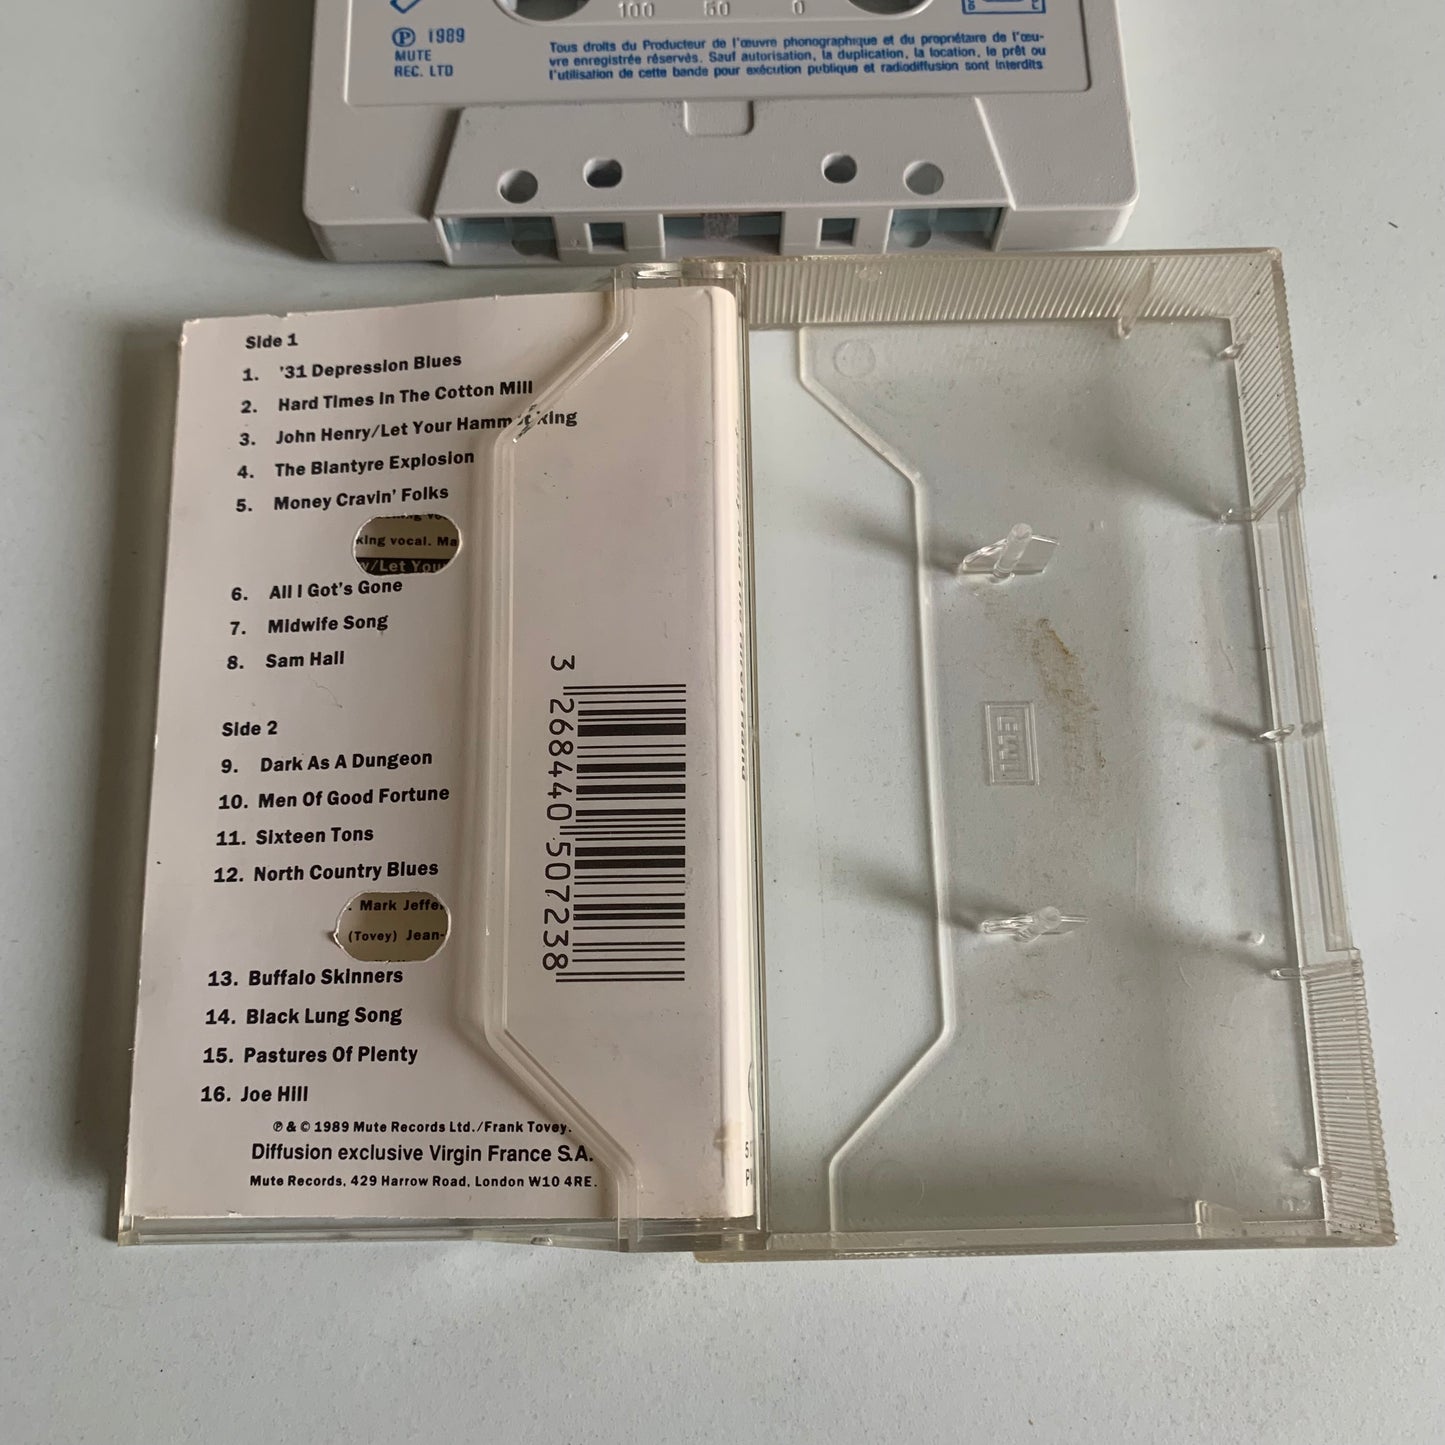 100 50 0
℗ 1989
MUTE
REC. LTD
Tous droits du Producteur de l'œuvre phonographique et du propriétaire de l'œu-
vre enregistrée réservés. Sauf autorisation, la duplication, la location, le prêt ou
l'utilisation de cette bande pour exécution publique et radiodiffusion sont interdits
Side 1
1. '31 Depression Blues
2. Hard Times In The Cotton Mill
3. John Henry/Let Your Hammer Ring
4. The Blantyre Explosion
5. Money Cravin' Folks
king vocal. Ma
y/Let Your
6. All I Got's Gone
7. Midwife Song
8. Sam Hall
Side 2
9. Dark As A Dungeon
10. Men Of Good Fortune
11. Sixteen Tons
12. North Country Blues
. Mark Jeffe
(Tovey) Jean-
13. Buffalo Skinners
14. Black Lung Song
15. Pastures Of Plenty
16. Joe Hill
℗ & © 1989 Mute Records Ltd./Frank Tovey.
Diffusion exclusive Virgin France S.A.
Mute Records, 429 Harrow Road, London W10 4RE.
3 268440 507238